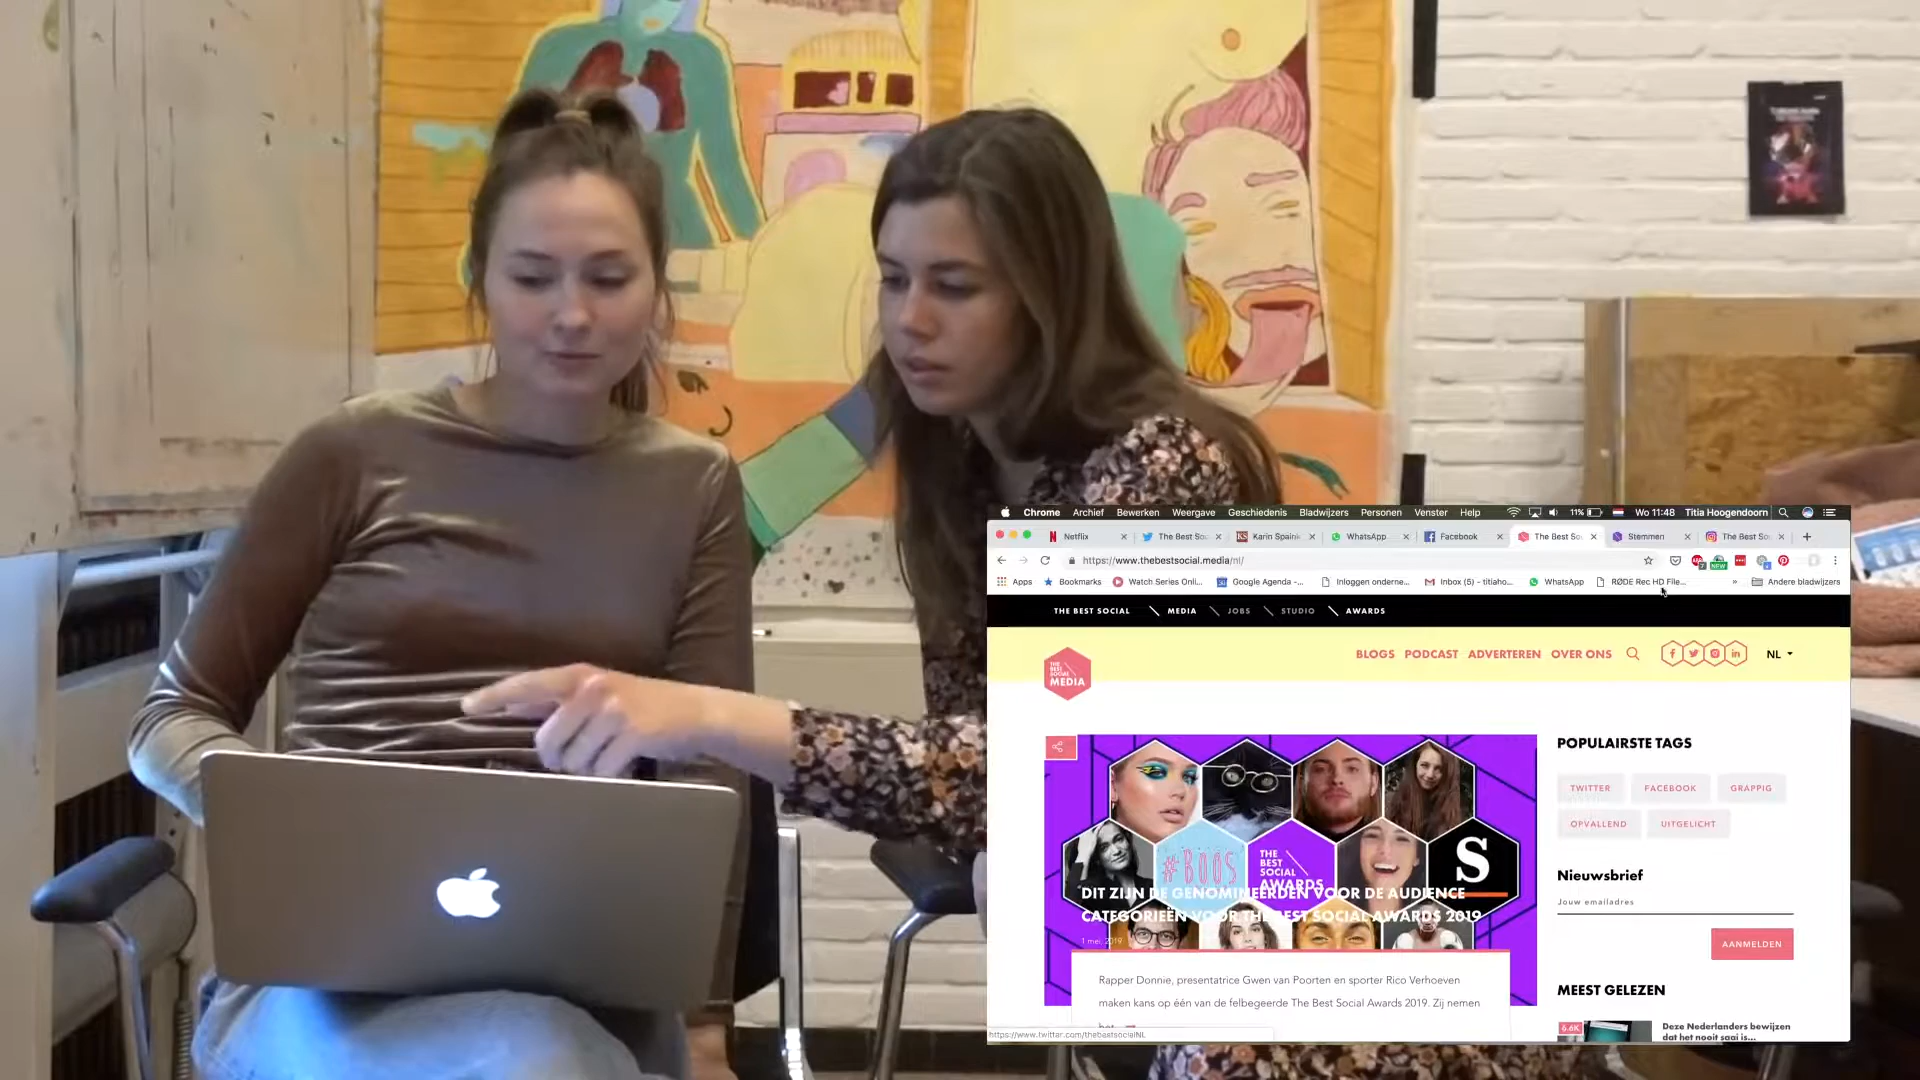 Chrome Archief Bewerken Weergave Geschiedenis Bladwijzers Personen Venster Help 11% Wo 11:48 Titia Hoogendoorn
Netflix The Best So Karin Spaink WhatsApp Facebook The Best So Stemmen The Best So
https://www.thebestsocial.media/nl/
Apps Bookmarks Watch Series Onli... Google Agenda -... Inloggen onderne... Inbox (5) - titiaho... WhatsApp RØDE Rec HD File... » Andere bladwijzers
THE BEST SOCIAL MEDIA JOBS STUDIO AWARDS
THE BEST SOCIAL MEDIA
BLOGS PODCAST ADVERTEREN OVER ONS NL
#BOOS
THE BEST SOCIAL AWARDS
S
DIT ZIJN DE GENOMINEERDEN VOOR DE AUDIENCE
CATEGORIEËN VOOR THE BEST SOCIAL AWARDS 2019
1 mei, 2019
Rapper Donnie, presentatrice Gwen van Poorten en sporter Rico Verhoeven
maken kans op één van de felbegeerde The Best Social Awards 2019. Zij nemen
het
https://www.twitter.com/thebestsocialNL
POPULAIRSTE TAGS
TWITTER FACEBOOK GRAPPIG
OPVALLEND UITGELICHT
Nieuwsbrief
Jouw emailadres
AANMELDEN
MEEST GELEZEN
6.6K
Deze Nederlanders bewijzen
dat het nooit saai is...